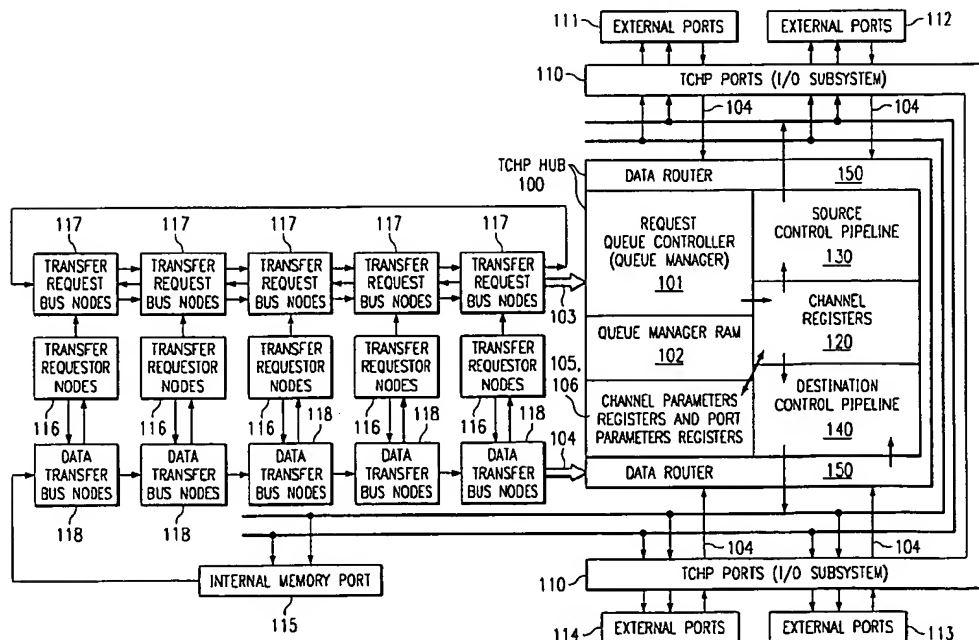 111
EXTERNAL PORTS
EXTERNAL PORTS
112
110
TCHP PORTS (I/O SUBSYSTEM)
104
104
TCHP HUB
100
DATA ROUTER
150
117
117
117
117
117
TRANSFER
REQUEST
BUS NODES
TRANSFER
REQUEST
BUS NODES
TRANSFER
REQUEST
BUS NODES
TRANSFER
REQUEST
BUS NODES
TRANSFER
REQUEST
BUS NODES
103
REQUEST
QUEUE CONTROLLER
(QUEUE MANAGER)
101
SOURCE
CONTROL PIPELINE
130
QUEUE MANAGER RAM
102
CHANNEL
REGISTERS
120
TRANSFER
REQUESTOR
NODES
TRANSFER
REQUESTOR
NODES
TRANSFER
REQUESTOR
NODES
TRANSFER
REQUESTOR
NODES
TRANSFER
REQUESTOR
NODES
105,
106
CHANNEL PARAMETERS
REGISTERS AND PORT
PARAMETERS REGISTERS
DESTINATION
CONTROL PIPELINE
140
116
116
116
118
116
118
116
118
104
DATA
TRANSFER
BUS NODES
DATA
TRANSFER
BUS NODES
DATA
TRANSFER
BUS NODES
DATA
TRANSFER
BUS NODES
DATA
TRANSFER
BUS NODES
DATA ROUTER
150
118
118
104
104
INTERNAL MEMORY PORT
115
110
TCHP PORTS (I/O SUBSYSTEM)
114
EXTERNAL PORTS
EXTERNAL PORTS
113